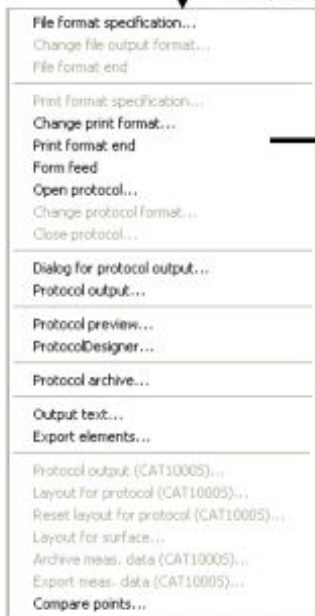 File format specification...
Change file output format...
File format end
Print format specification...
Change print format...
Print format end
Form feed
Open protocol...
Change protocol format...
Close protocol...
Dialog for protocol output...
Protocol output...
Protocol preview...
ProtocolDesigner...
Protocol archive...
Output text...
Export elements...
Protocol output (CAT1000S)...
Layout for protocol (CAT1000S)...
Reset layout for protocol (CAT1000S)...
Layout for surface...
Archive meas. data (CAT1000S)...
Export meas. data (CAT1000S)...
Compare points...